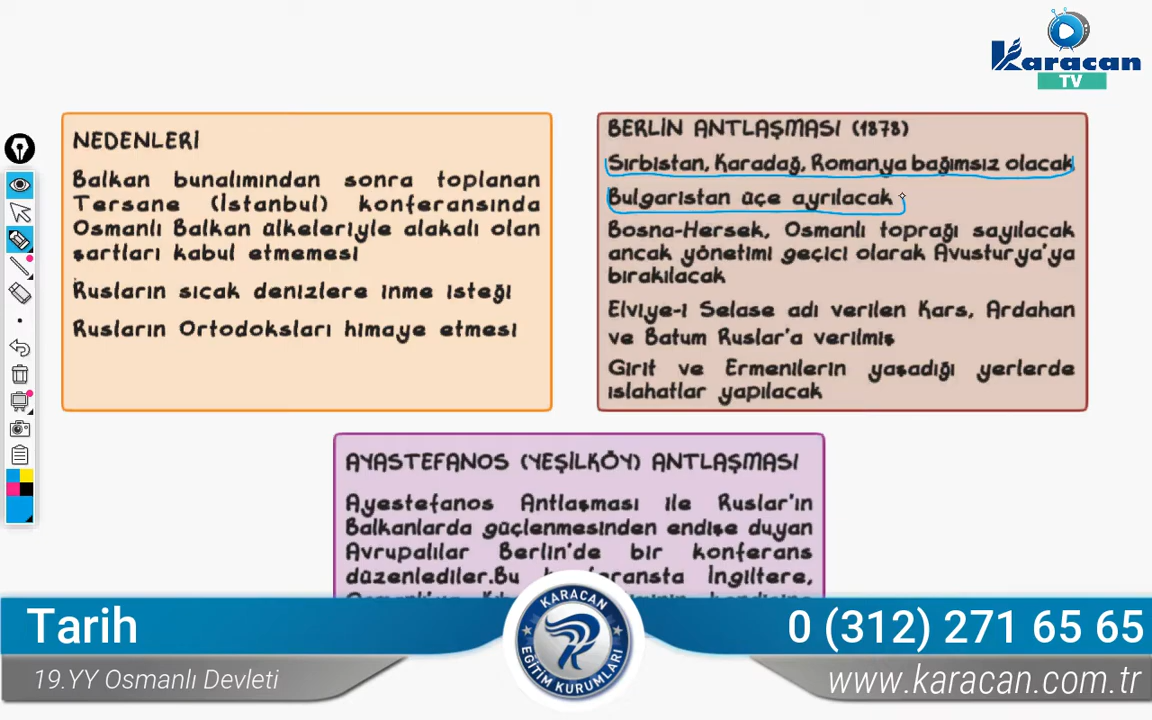 Karacan
TV
NEDENLERİ
Balkan bunalımından sonra toplanan
Tersane (İstanbul) konferansında
Osmanlı Balkan ülkeleriyle alakalı olan
şartları kabul etmemesi
Rusların sıcak denizlere inme isteği
Rusların Ortodoksları himaye etmesi
BERLİN ANTLAŞMASI (1878)
Sırbistan, Karadağ, Romanya bağımsız olacak
Bulgaristan üçe ayrılacak
Bosna-Hersek, Osmanlı toprağı sayılacak
ancak yönetimi geçici olarak Avusturya'ya
bırakılacak
Elviye-i Selase adı verilen Kars, Ardahan
ve Batum Ruslar'a verilmiş
Girit ve Ermenilerin yaşadığı yerlerde
ıslahatlar yapılacak
AYASTEFANOS (YEŞİLKÖY) ANTLAŞMASI
Ayestefanos Antlaşması ile Ruslar'ın
Balkanlarda güçlenmesinden endişe duyan
Avrupalılar Berlin'de bir konferans
düzenlediler.Bu konferansta İngiltere,
Tarih
19.YY Osmanlı Devleti
KARACAN
EĞİTİM KURUMLARI
0 (312) 271 65 65
www.karacan.com.tr